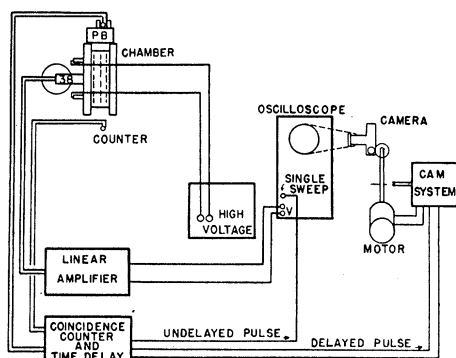 PB
CHAMBER
3B
COUNTER
OSCILLOSCOPE
CAMERA
SINGLE
SWEEP
V
HIGH
VOLTAGE
CAM
SYSTEM
MOTOR
LINEAR
AMPLIFIER
COINCIDENCE
COUNTER
AND
TIME DELAY
UNDELAYED PULSE
DELAYED PULSE